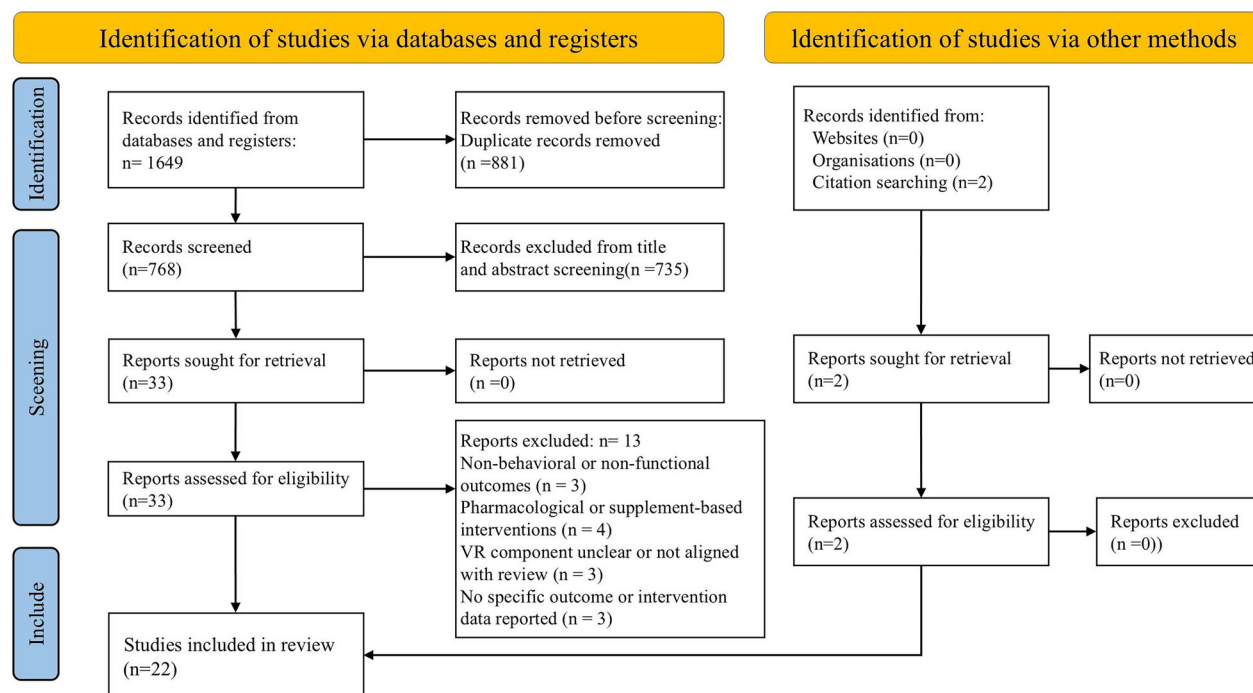 Identification of studies via databases and registers
Identification of studies via other methods
Identification
Records identified from
databases and registers:
n= 1649
Records removed before screening:
Duplicate records removed
(n =881)
Records identified from:
Websites (n=0)
Organisations (n=0)
Citation searching (n=2)
Sceening
Records screened
(n=768)
Records excluded from title
and abstract screening(n =735)
Reports sought for retrieval
(n=33)
Reports not retrieved
(n =0)
Reports sought for retrieval
(n=2)
Reports not retrieved
(n=0)
Reports assessed for eligibility
(n=33)
Reports excluded: n= 13
Non-behavioral or non-functional
outcomes (n = 3)
Pharmacological or supplement-based
interventions (n = 4)
VR component unclear or not aligned
with review (n = 3)
No specific outcome or intervention
data reported (n = 3)
Reports assessed for eligibility
(n=2)
Reports excluded
(n =0))
Include
Studies included in review
(n=22)